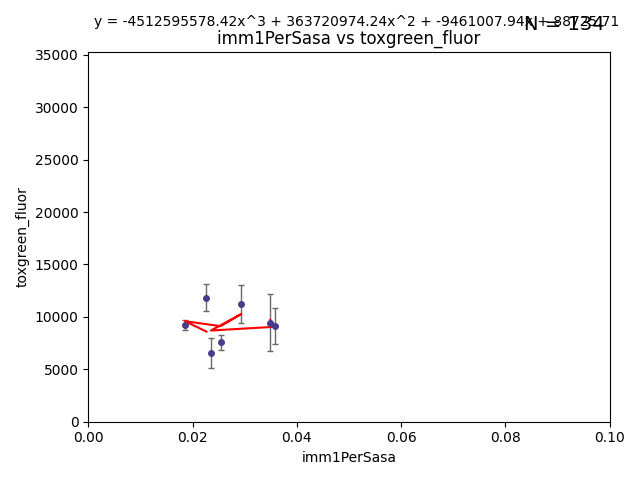 y = -4512595578.42x^3 + 363720974.24x^2 + -9461007.94x +
N = 134
imm1PerSasa vs toxgreen_fluor
toxgreen_fluor
35000
30000
25000
20000
15000
10000
5000
0
0.00 0.02 0.04 0.06 0.08 0.10
imm1PerSasa